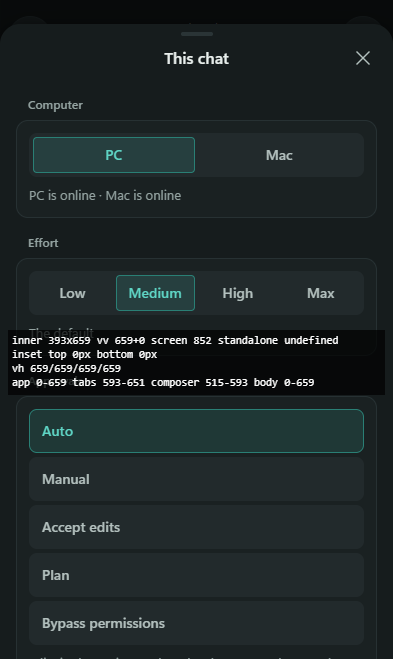 This chat
Computer
PC
Mac
PC is online · Mac is online
Effort
Low
Medium
High
Max
The default
inner 393x659 vv 659+0 screen 852 standalone undefined
inset top 0px bottom 0px
vh 659/659/659/659
app 0-659 tabs 593-651 composer 515-593 body 0-659
Auto
Manual
Accept edits
Plan
Bypass permissions